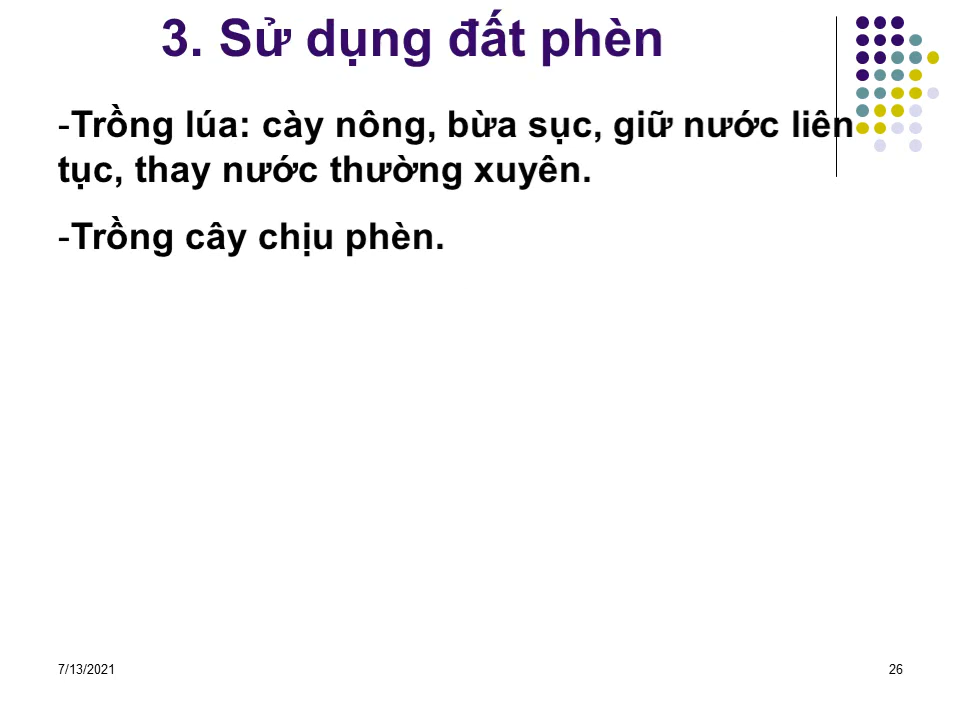 3. Sử dụng đất phèn
-Trồng lúa: cày nông, bừa sục, giữ nước liên
tục, thay nước thường xuyên.
-Trồng cây chịu phèn.
7/13/2021
26